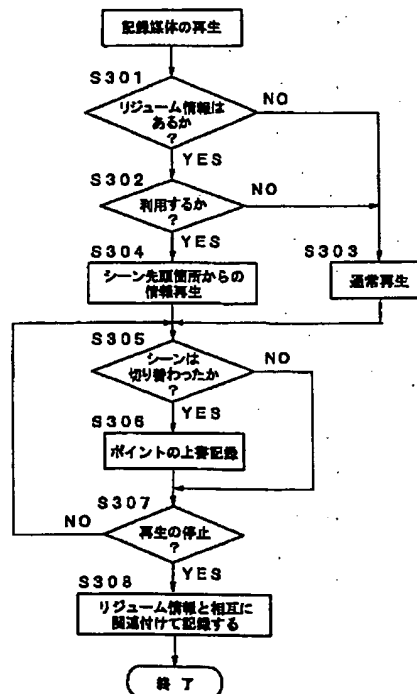 記録媒体の再生
S301
リジューム情報は
あるか
?
NO
YES
S302
利用するか
?
NO
YES
S304
シーン先頭箇所からの
情報再生
S303
通常再生
S305
シーンは
切り替わったか
?
NO
YES
S306
ポイントの上書記録
S307
再生の停止
?
NO
YES
S308
リジューム情報と相互に
関連付けて記録する
終了